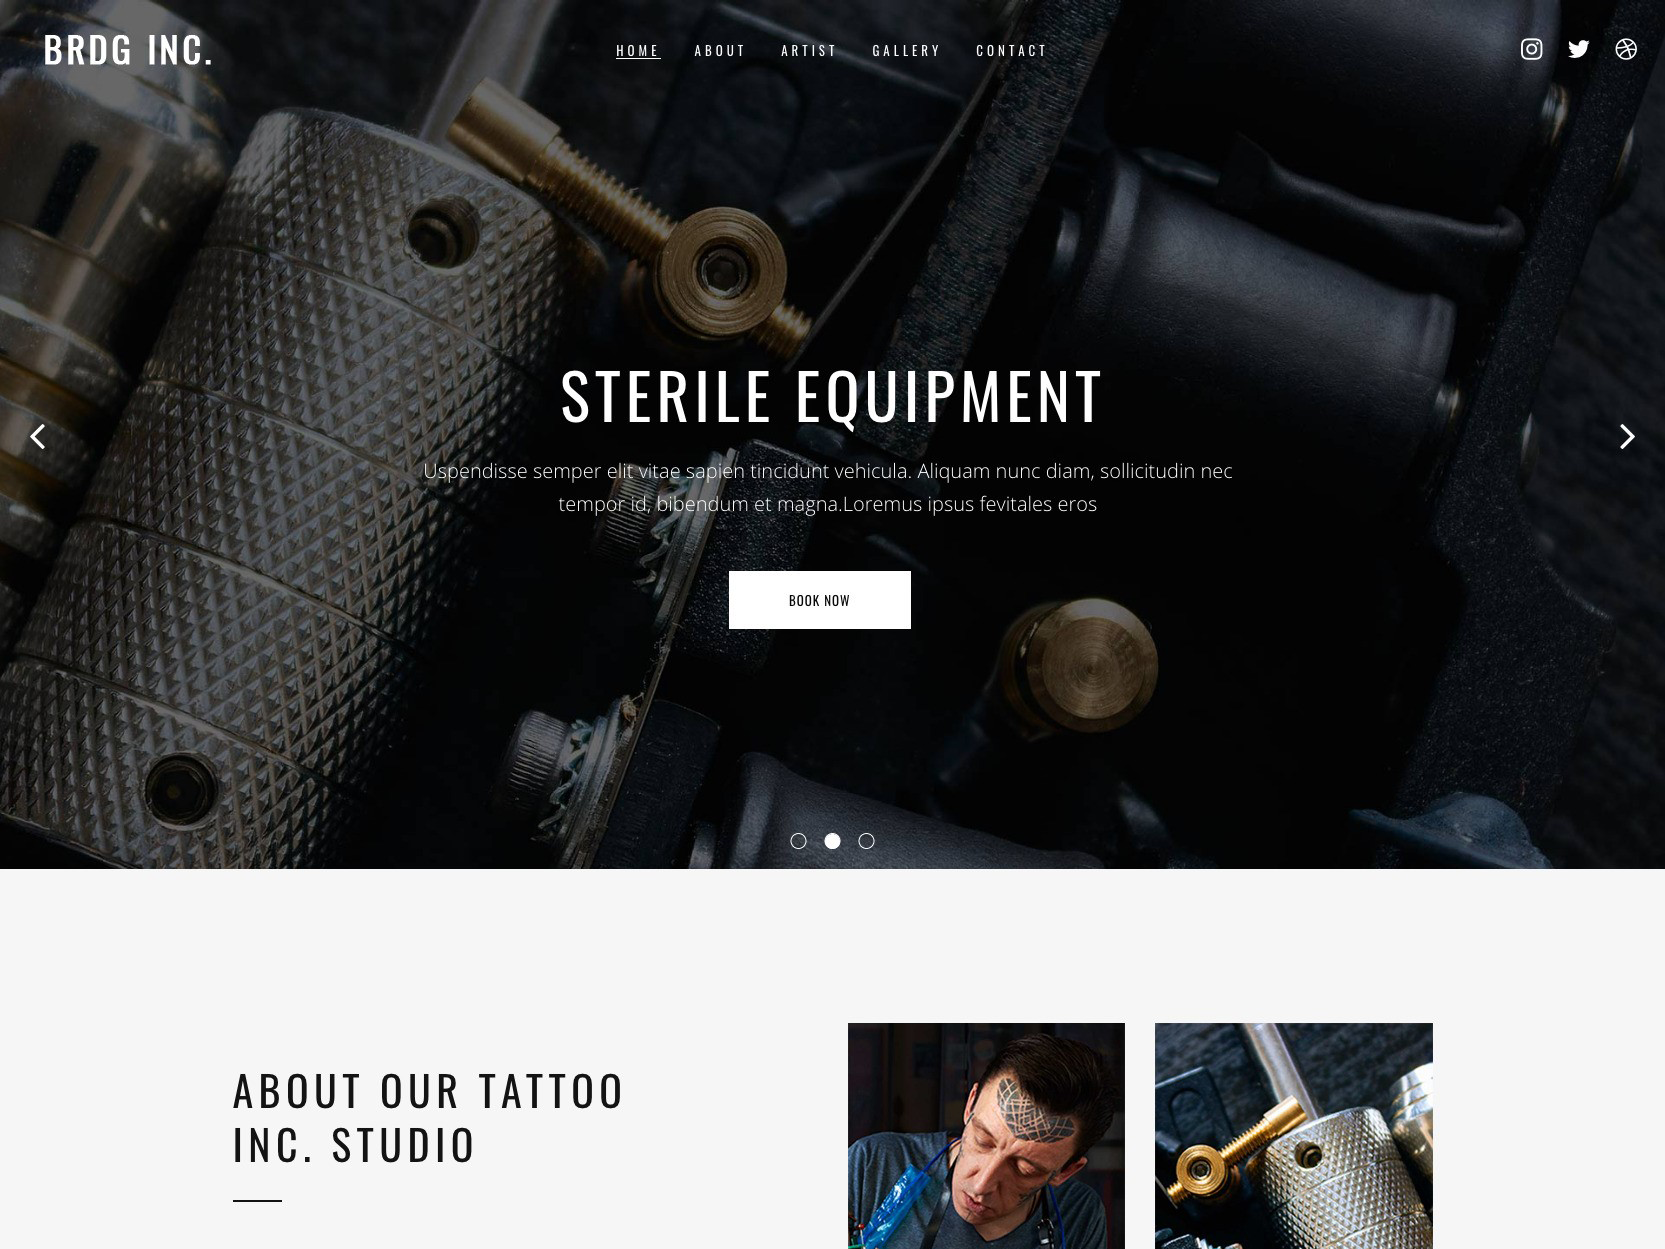 BRDG INC.
HOME ABOUT ARTIST GALLERY CONTACT
STERILE EQUIPMENT
Uspendisse semper elit vitae sapien tincidunt vehicula. Aliquam nunc diam, sollicitudin nec
tempor id, bibendum et magna.Loremus ipsus fevitales eros
BOOK NOW
ABOUT OUR TATTOO
INC. STUDIO